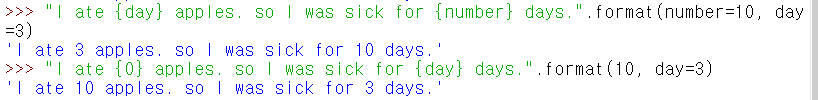 >>> "I ate {day} apples. so I was sick for {number} days.".format(number=10, day
=3)
'I ate 3 apples. so I was sick for 10 days.'
>>> "I ate {0} apples. so I was sick for {day} days.".format(10, day=3)
'I ate 10 apples. so I was sick for 3 days.'